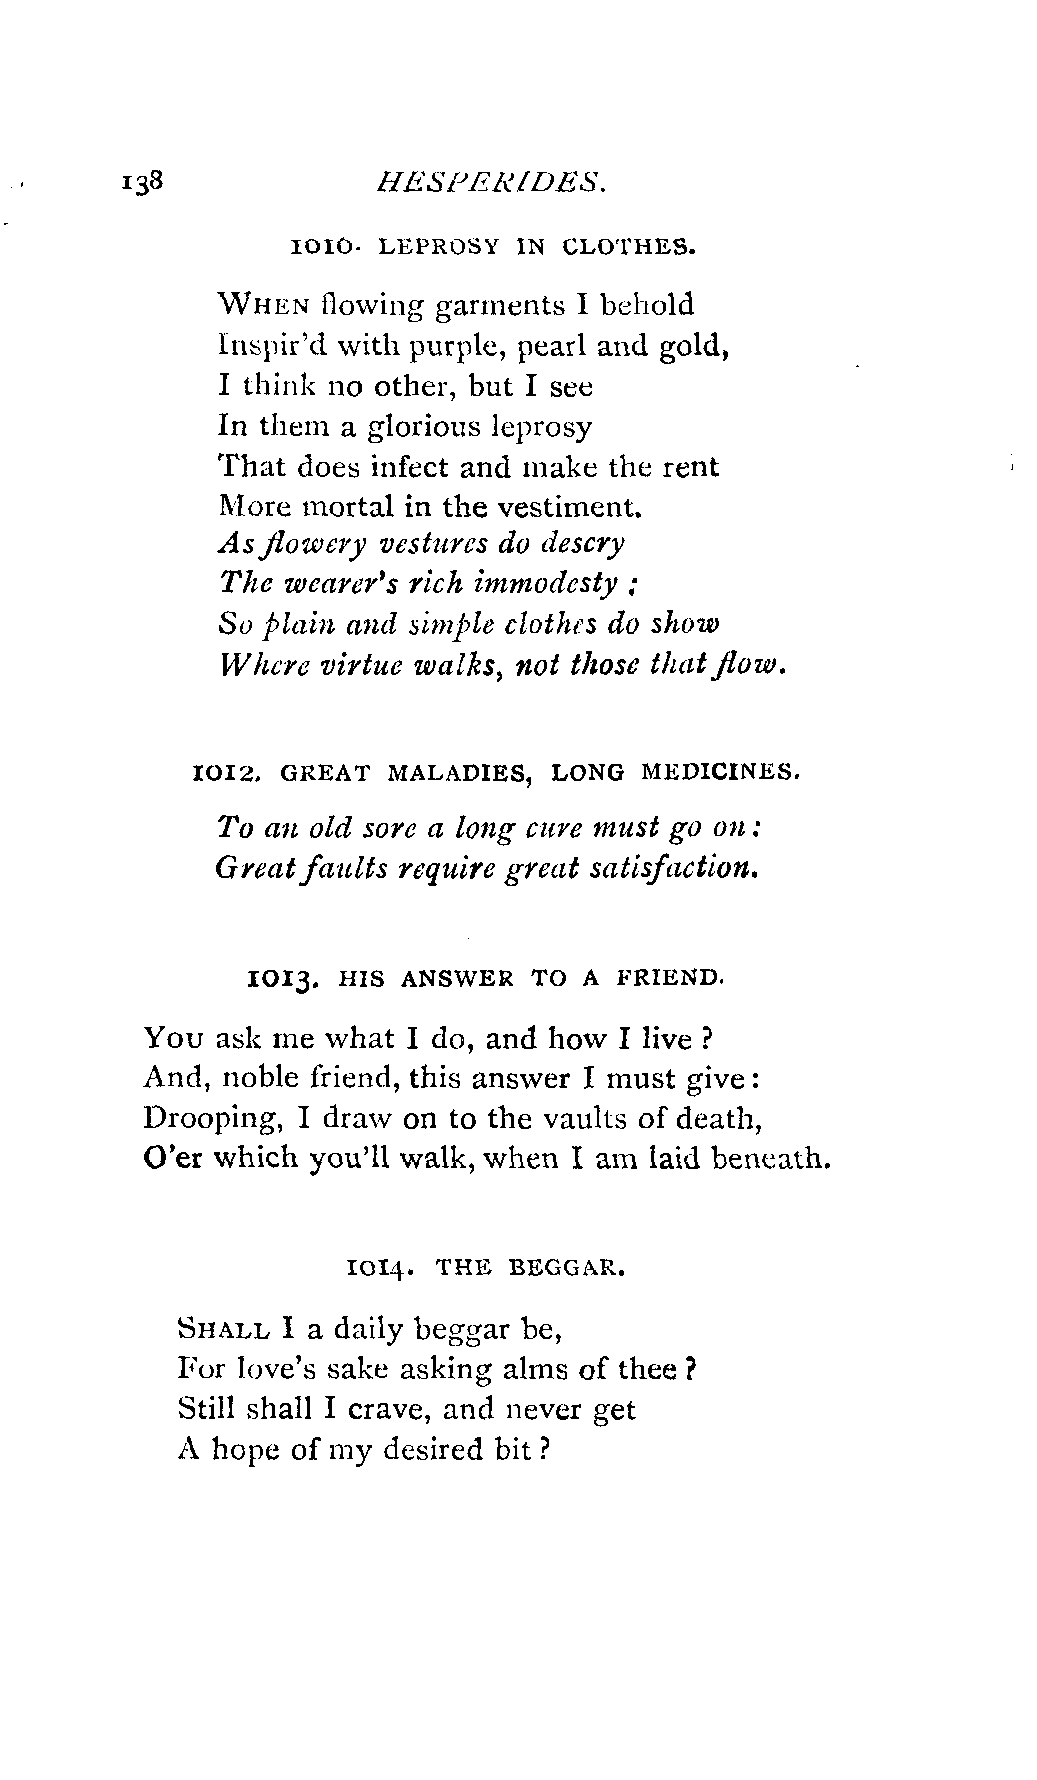 138 HESPERIDES.
1010. LEPROSY IN CLOTHES.
WHEN flowing garments I behold
Inspir'd with purple, pearl and gold,
I think no other, but I see
In them a glorious leprosy
That does infect and make the rent
More mortal in the vestiment.
As flowery vestures do descry
The wearer's rich immodesty ;
So plain and simple clothes do show
Where virtue walks, not those that flow.
1012. GREAT MALADIES, LONG MEDICINES.
To an old sore a long cure must go on :
Great faults require great satisfaction.
1013. HIS ANSWER TO A FRIEND.
You ask me what I do, and how I live ?
And, noble friend, this answer I must give :
Drooping, I draw on to the vaults of death,
O'er which you'll walk, when I am laid beneath.
1014. THE BEGGAR.
SHALL I a daily beggar be,
For love's sake asking alms of thee ?
Still shall I crave, and never get
A hope of my desired bit ?